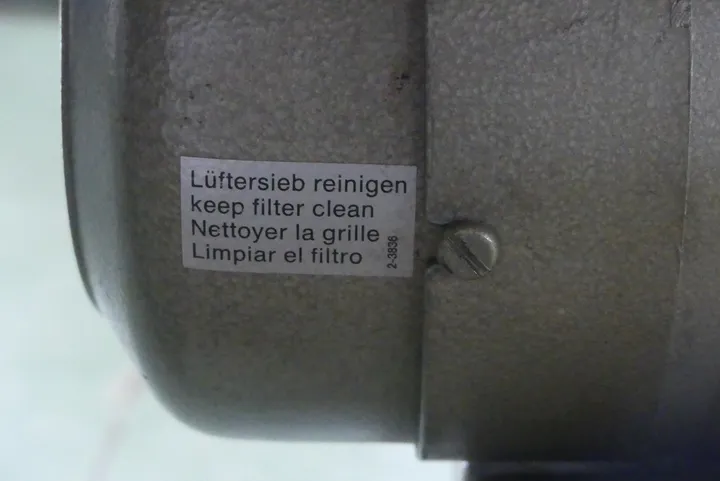 Lüftersieb reinigen
keep filter clean
Nettoyer la grille
Limpiar el filtro
2-3836